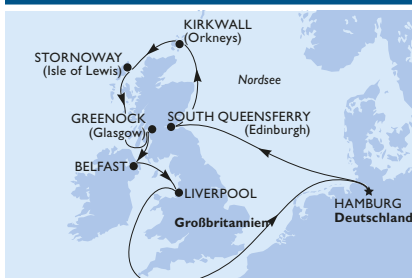 KIRKWALL
(Orkneys)
STORNOWAY
(Isle of Lewis)
Nordsee
GREENOCK
(Glasgow)
SOUTH QUEENSFERRY
(Edinburgh)
BELFAST
LIVERPOOL
HAMBURG
Großbritannien
Deutschland